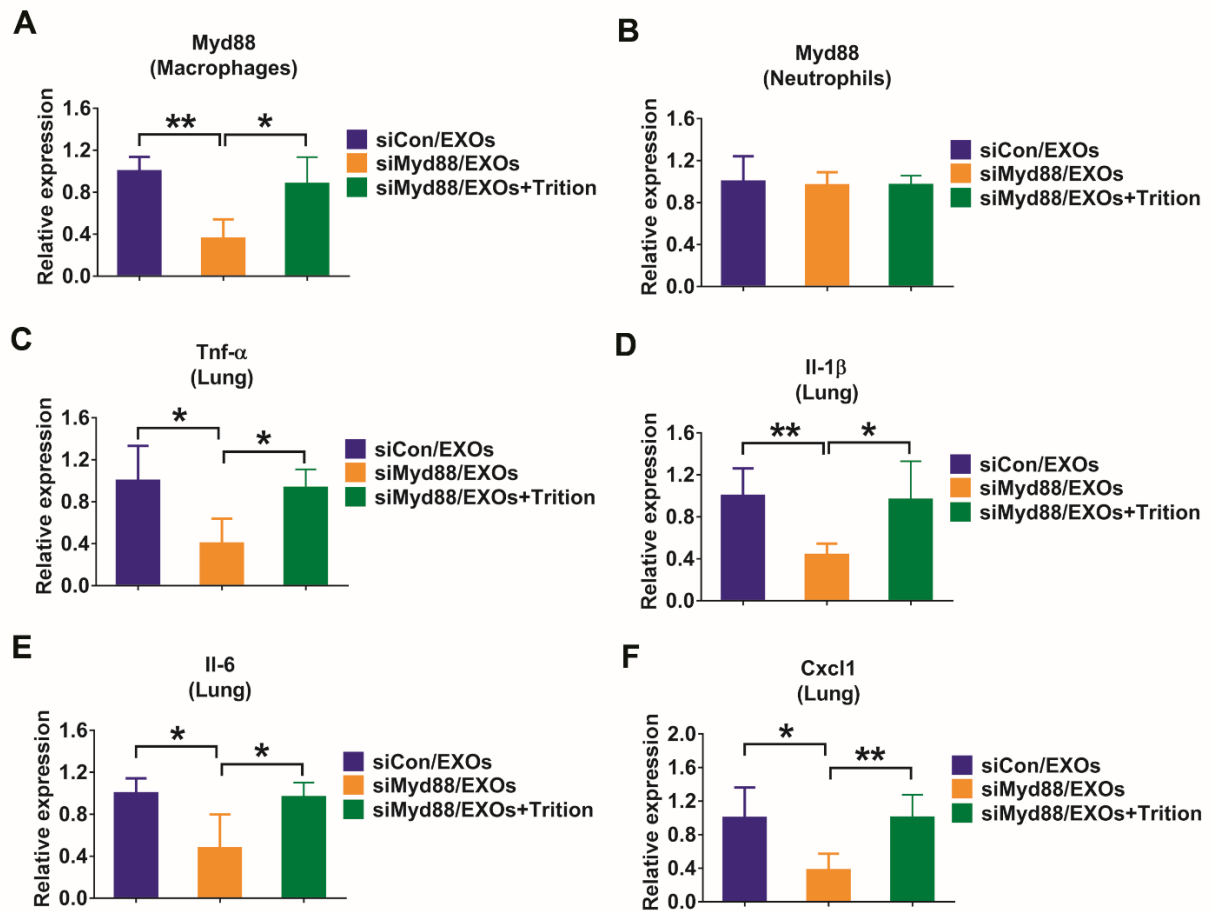 A
Myd88
(Macrophages)
Relative expression
1.6
1.2
0.8
0.4
0.0
**
*
siCon/EXOs
siMyd88/EXOs
siMyd88/EXOs+Trition
B
Myd88
(Neutrophils)
Relative expression
1.6
1.2
0.8
0.4
0.0
siCon/EXOs
siMyd88/EXOs
siMyd88/EXOs+Trition
C
Tnf-α
(Lung)
Relative expression
1.6
1.2
0.8
0.4
0.0
*
*
siCon/EXOs
siMyd88/EXOs
siMyd88/EXOs+Trition
D
Il-1β
(Lung)
Relative expression
1.6
1.2
0.8
0.4
0.0
**
*
siCon/EXOs
siMyd88/EXOs
siMyd88/EXOs+Trition
E
Il-6
(Lung)
Relative expression
1.6
1.2
0.8
0.4
0.0
*
*
siCon/EXOs
siMyd88/EXOs
siMyd88/EXOs+Trition
F
Cxcl1
(Lung)
Relative expression
2.0
1.6
1.2
0.8
0.4
0.0
*
**
siCon/EXOs
siMyd88/EXOs
siMyd88/EXOs+Trition